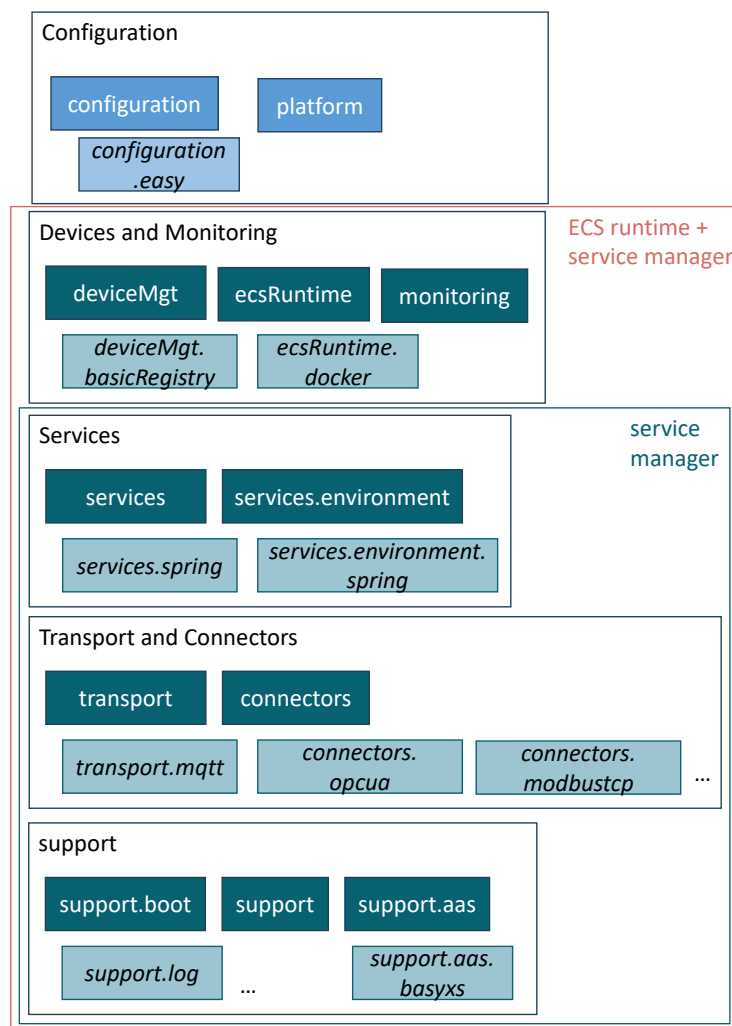 Configuration
configuration
platform
configuration
.easy
ECS runtime +
service manager
Devices and Monitoring
deviceMgt
ecsRuntime
monitoring
deviceMgt.
basicRegistry
ecsRuntime.
docker
service
manager
Services
services
services.environment
services.spring
services.environment.
spring
Transport and Connectors
transport
connectors
transport.mqtt
connectors.
opcua
connectors.
modbustcp
...
support
support.boot
support
support.aas
support.log
...
support.aas.
basyxs